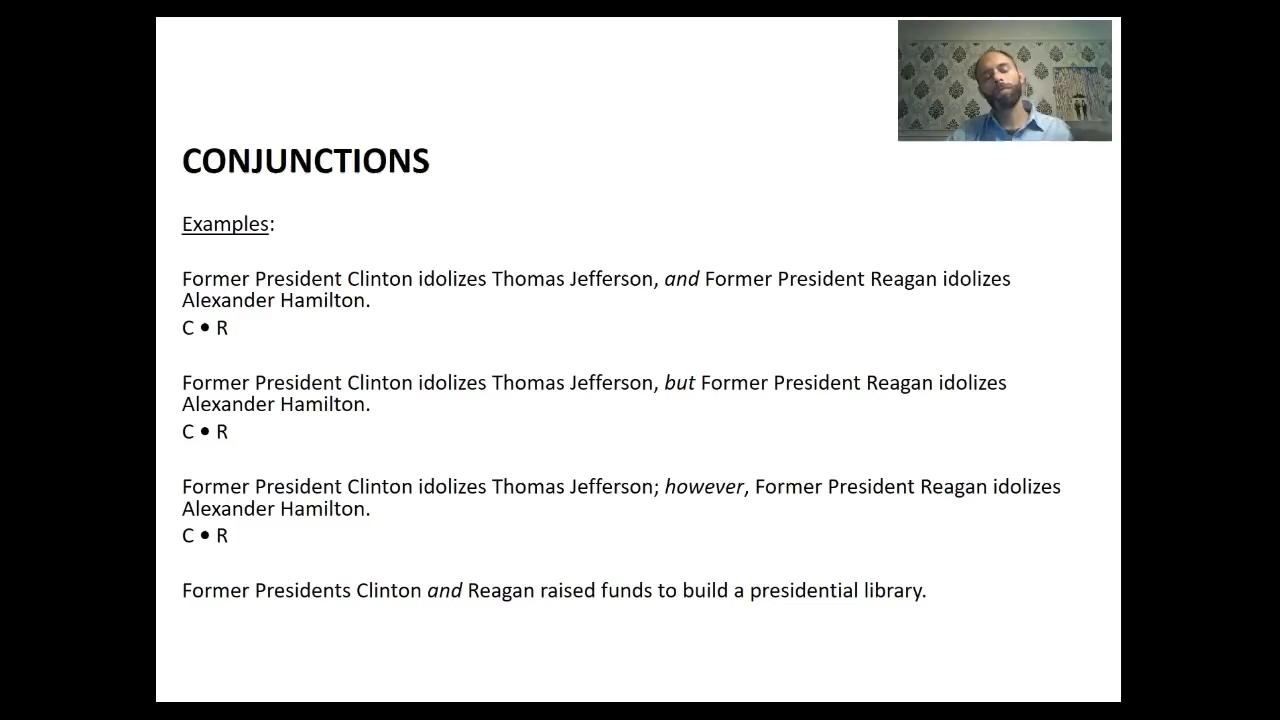 CONJUNCTIONS
Examples:
Former President Clinton idolizes Thomas Jefferson, and Former President Reagan idolizes
Alexander Hamilton.
C • R
Former President Clinton idolizes Thomas Jefferson, but Former President Reagan idolizes
Alexander Hamilton.
C • R
Former President Clinton idolizes Thomas Jefferson; however, Former President Reagan idolizes
Alexander Hamilton.
C • R
Former Presidents Clinton and Reagan raised funds to build a presidential library.